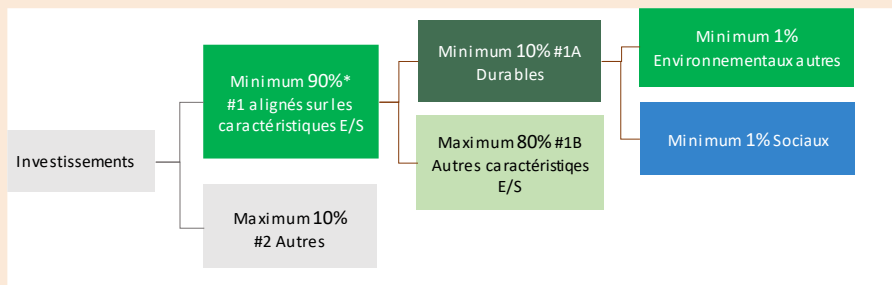 Investissements
Minimum 90%*
#1 alignés sur les
caractéristiques E/S
Maximum 10%
#2 Autres
Minimum 10% #1A
Durables
Maximum 80% #1B
Autres caractéristiqes
E/S
Minimum 1%
Environnementaux autres
Minimum 1% Sociaux